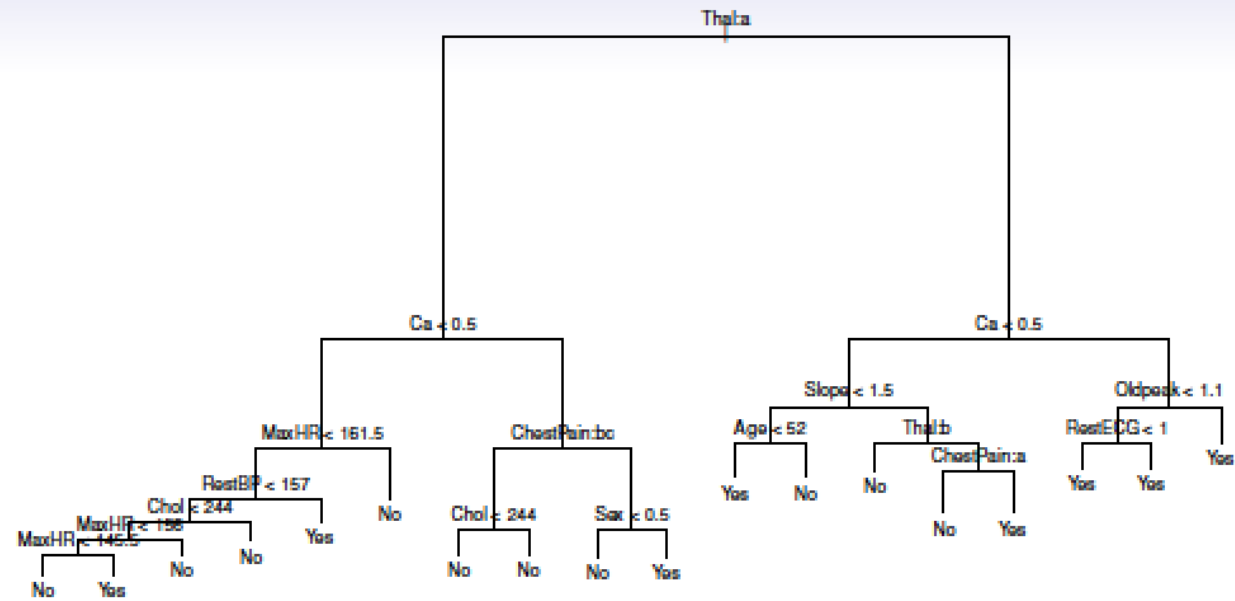 Thal:a
Ca < 0.5
Ca < 0.5
Slope < 1.5
Oldpeak < 1.1
MaxHR < 161.5
ChestPain:bc
Age < 52
Thal:b
RestECG < 1
ChestPain:a
Yes
RestBP < 157
Yes
No
No
Yes
Yes
Chol < 244
No
Chol < 244
Sex < 0.5
MaxHR < 156
Yes
No
Yes
MaxHR < 145.5
No
No
No
No
No
Yes
No
Yes